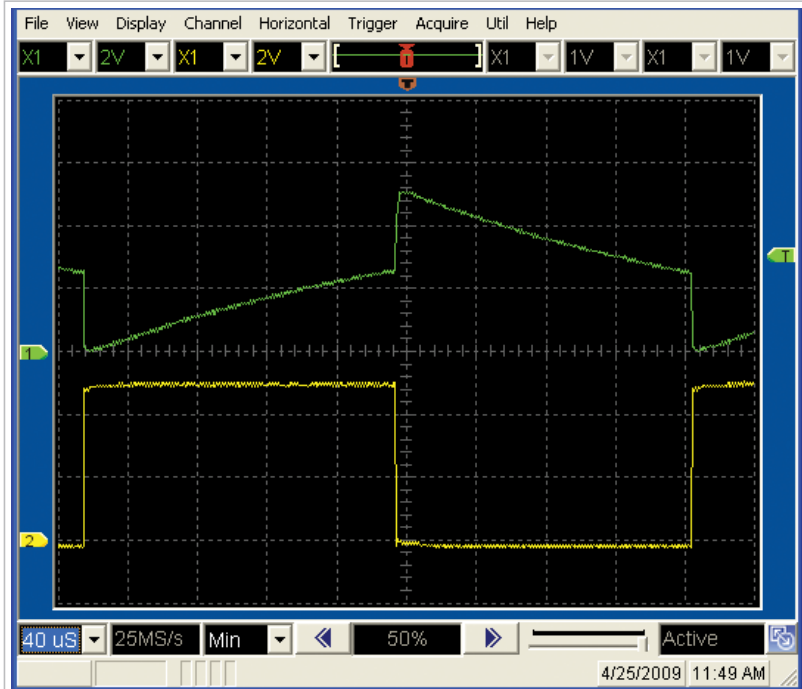 File View Display Channel Horizontal Trigger Acquire Util Help
X1 2V X1 2V X1 1V X1 1V
T
T
1
2
40 uS 25MS/s Min 50% Active
4/25/2009 11:49 AM